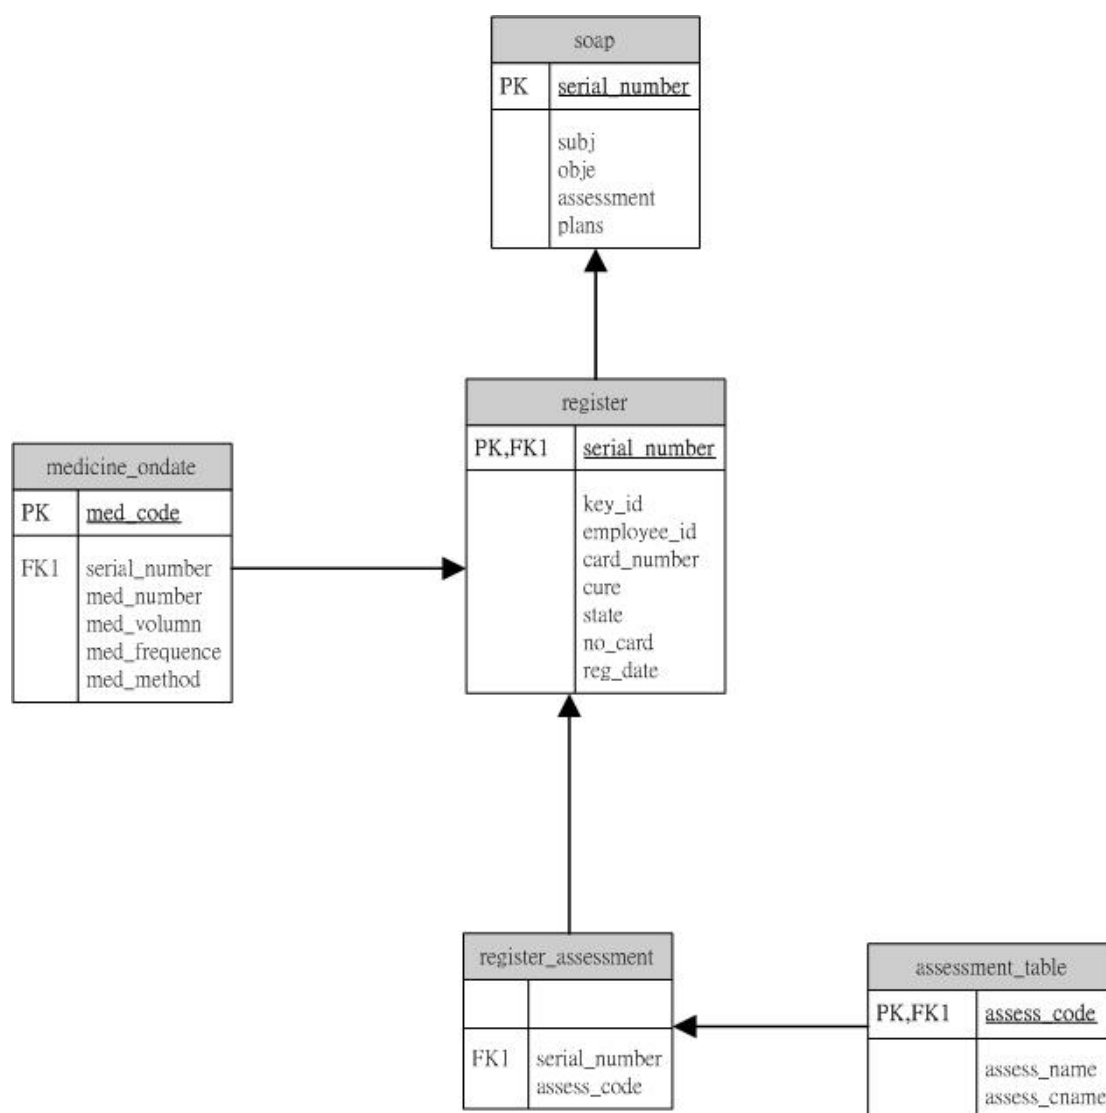 soap
PK serial_number
subj
obje
assessment
plans
register
PK,FK1 serial_number
key_id
employee_id
card_number
cure
state
no_card
reg_date
medicine_ondate
PK med_code
FK1 serial_number
med_number
med_volumn
med_frequence
med_method
register_assessment
FK1 serial_number
assess_code
assessment_table
PK,FK1 assess_code
assess_name
assess_cname